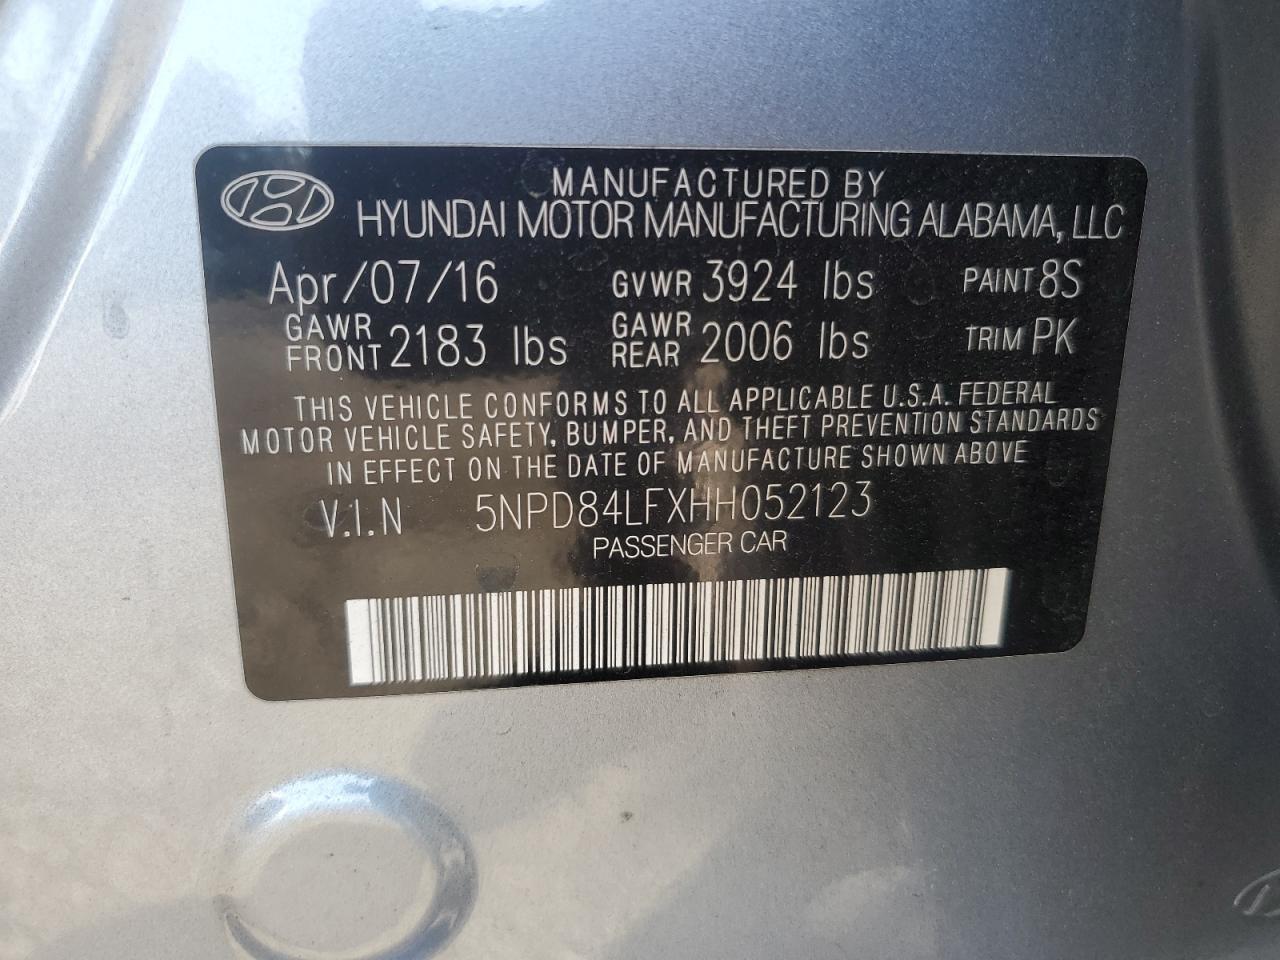 MANUFACTURED BY
HYUNDAI MOTOR MANUFACTURING ALABAMA, LLC
Apr/07/16 GVWR 3924 lbs PAINT 8S
GAWR FRONT 2183 lbs GAWR REAR 2006 lbs TRIM PK
THIS VEHICLE CONFORMS TO ALL APPLICABLE U.S.A. FEDERAL
MOTOR VEHICLE SAFETY, BUMPER, AND THEFT PREVENTION STANDARDS
IN EFFECT ON THE DATE OF MANUFACTURE SHOWN ABOVE
V.I.N 5NPD84LFXHH052123
PASSENGER CAR